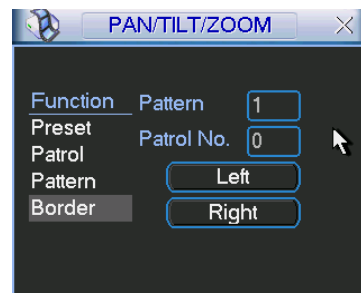 PAN/TILT/ZOOM
Function
Preset
Patrol
Pattern
Border
Pattern 1
Patrol No. 0
Left
Right